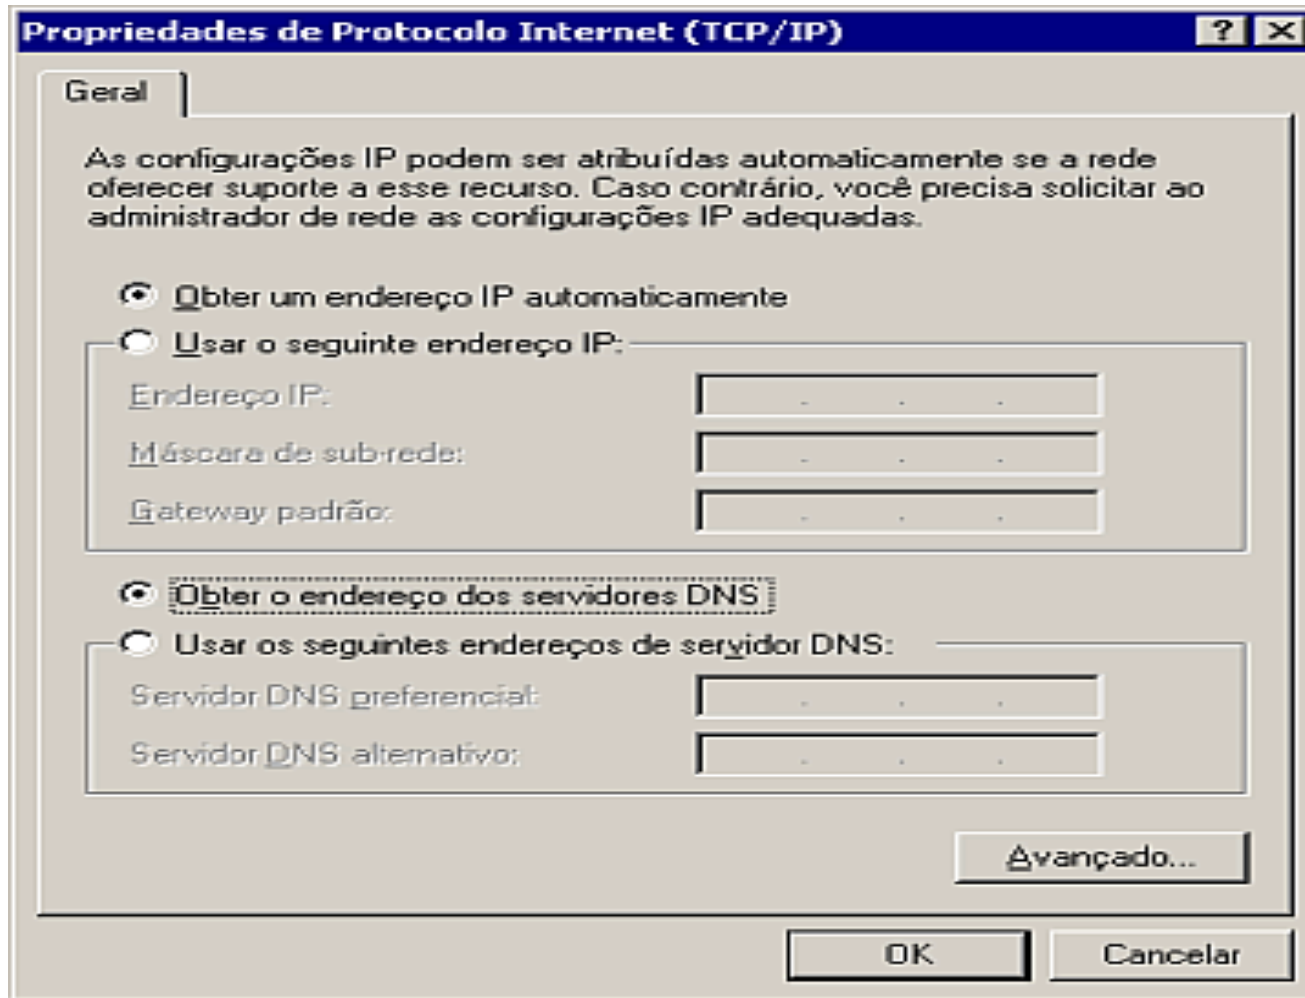 Propriedades de Protocolo Internet (TCP/IP)
Geral
As configurações IP podem ser atribuídas automaticamente se a rede
oferecer suporte a esse recurso. Caso contrário, você precisa solicitar ao
administrador de rede as configurações IP adequadas.
Obter um endereço IP automaticamente
Usar o seguinte endereço IP:
Endereço IP:
Máscara de sub-rede:
Gateway padrão:
Obter o endereço dos servidores DNS
Usar os seguintes endereços de servidor DNS:
Servidor DNS preferencial:
Servidor DNS alternativo:
Avançado...
OK Cancelar